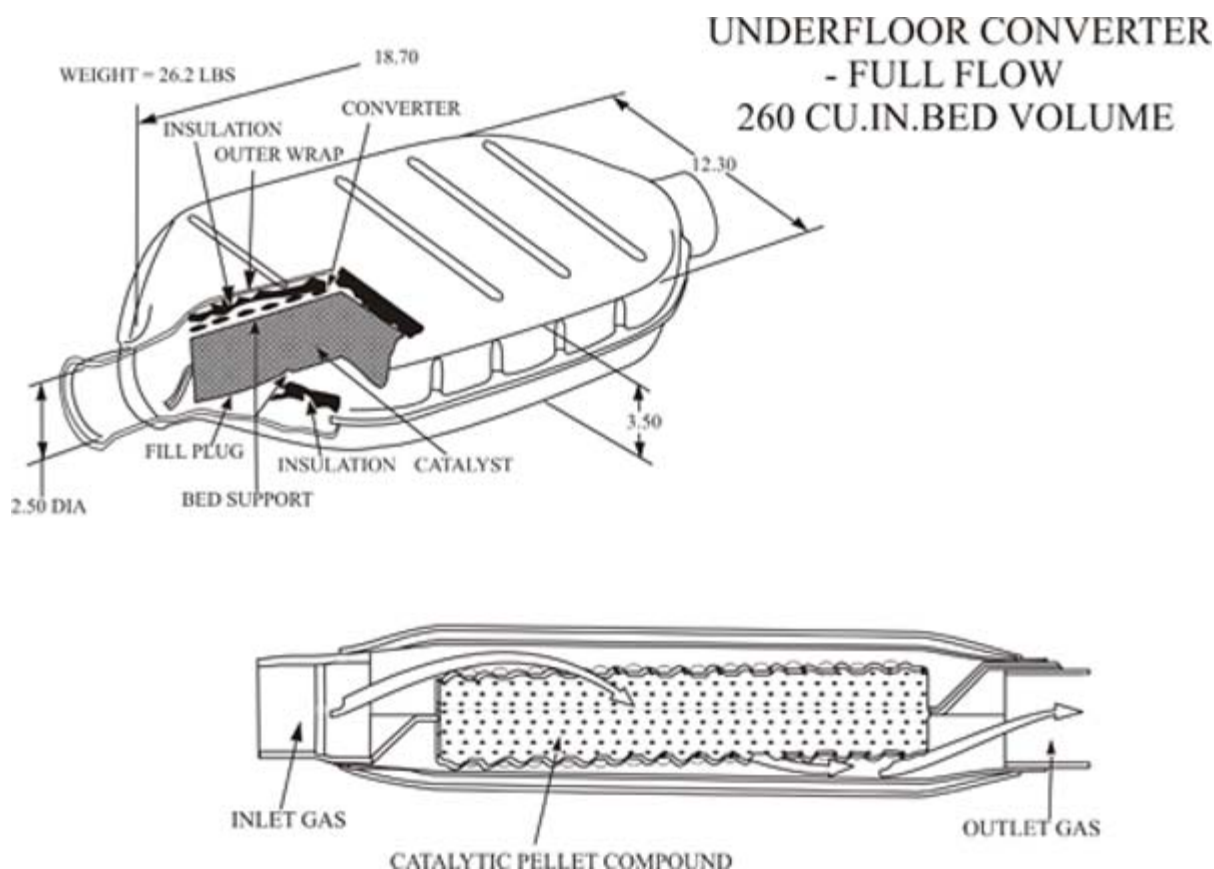 UNDERFLOOR CONVERTER
- FULL FLOW
260 CU.IN.BED VOLUME
18.70
WEIGHT = 26.2 LBS
CONVERTER
INSULATION
OUTER WRAP
12.30
3.50
FILL PLUG
INSULATION
CATALYST
BED SUPPORT
2.50 DIA
INLET GAS
OUTLET GAS
CATALYTIC PELLET COMPOUND